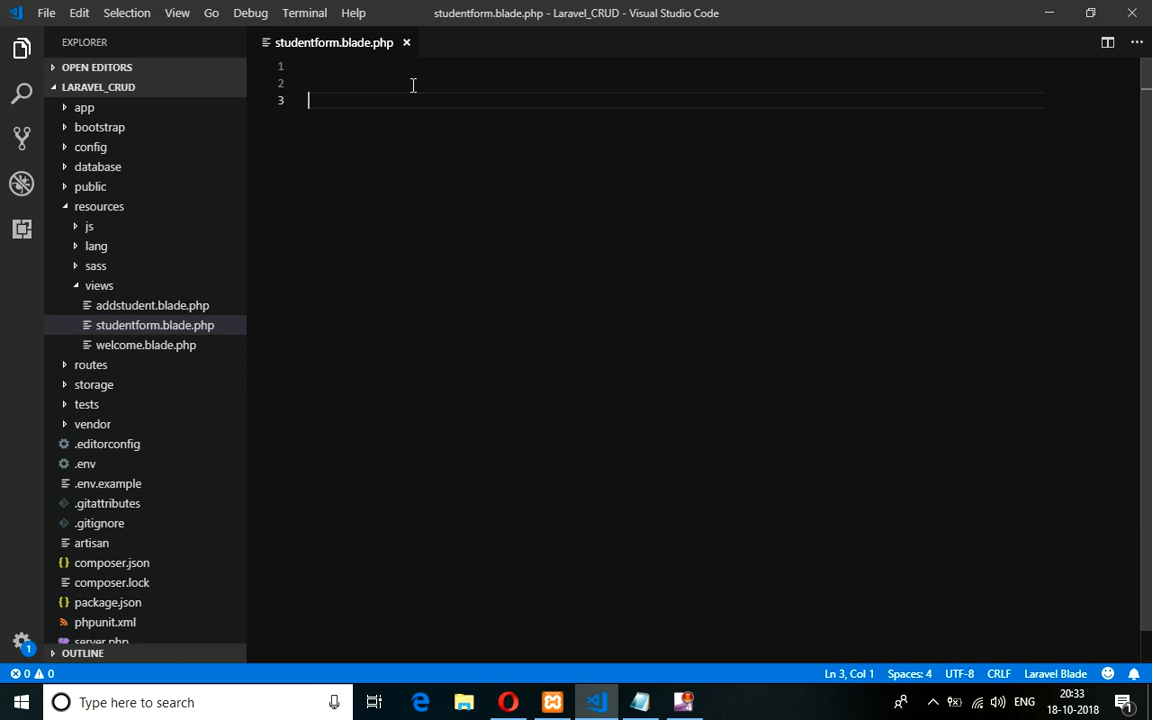 File Edit Selection View Go Debug Terminal Help
studentform.blade.php - Laravel_CRUD - Visual Studio Code
EXPLORER
studentform.blade.php
OPEN EDITORS
LARAVEL_CRUD
app
bootstrap
config
database
public
resources
js
lang
sass
views
addstudent.blade.php
studentform.blade.php
welcome.blade.php
routes
storage
tests
vendor
.editorconfig
.env
.env.example
.gitattributes
.gitignore
artisan
composer.json
composer.lock
package.json
phpunit.xml
server.php
OUTLINE
1
2
3
1
0 0
Ln 3, Col 1 Spaces: 4 UTF-8 CRLF Laravel Blade
Type here to search
ENG
20:33
18-10-2018
1